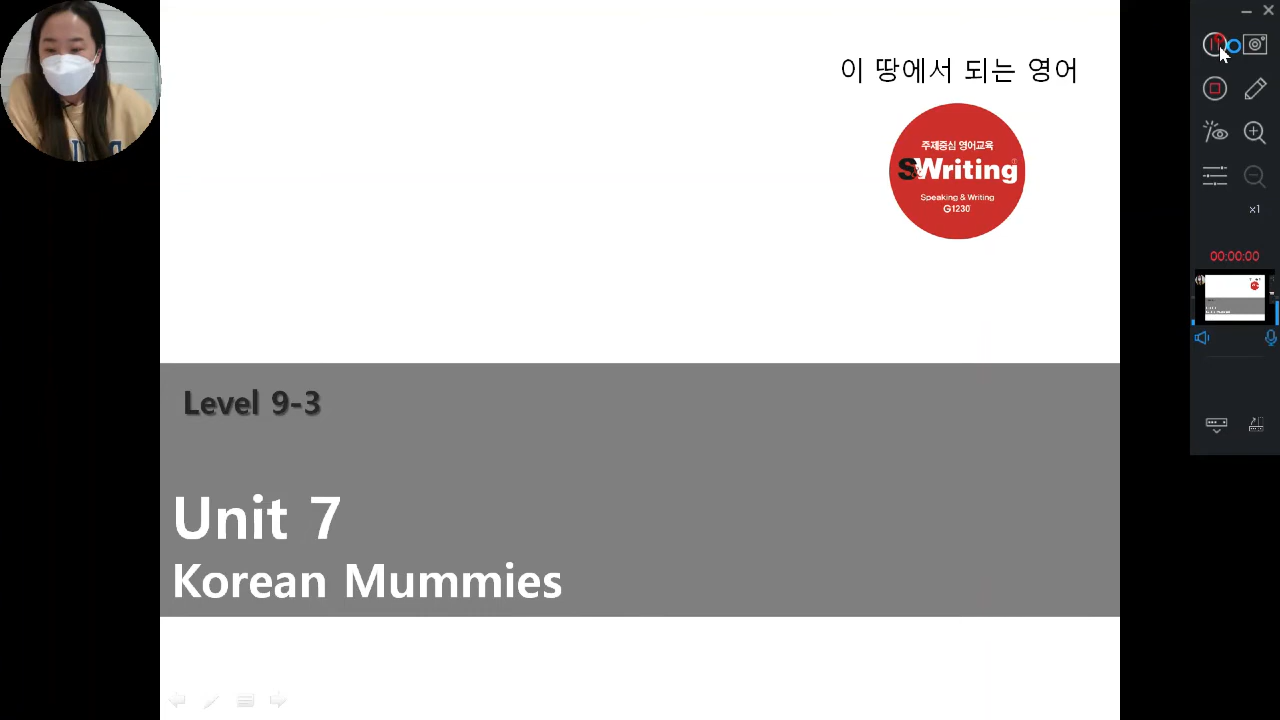 이 땅에서 되는 영어
주제중심 영어교육
SWriting
Speaking & Writing
G1230
Level 9-3
Unit 7
Korean Mummies
x1
00:00:00